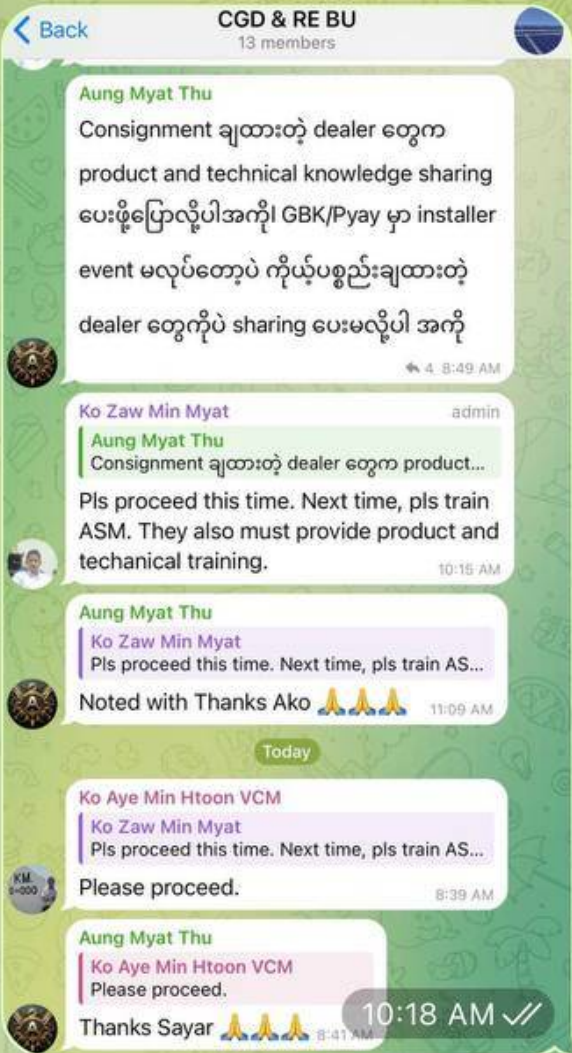 Back
CGD & RE BU
13 members
Aung Myat Thu
Consignment ချထားတဲ့ dealer တွေက
product and technical knowledge sharing
ပေးဖို့ပြောလို့ပါအကို၊ GBK/Pyay မှာ installer
event မလုပ်တော့ပဲ ကိုယ့်ပစ္စည်းချထားတဲ့
dealer တွေကိုပဲ sharing ပေးမလို့ပါ အကို
4 8:49 AM
Ko Zaw Min Myat admin
Aung Myat Thu
Consignment ချထားတဲ့ dealer တွေက product...
Pls proceed this time. Next time, pls train
ASM. They also must provide product and
techanical training.
10:15 AM
Aung Myat Thu
Ko Zaw Min Myat
Pls proceed this time. Next time, pls train AS...
Noted with Thanks Ako 🙏🙏🙏 11:09 AM
Today
Ko Aye Min Htoon VCM
Ko Zaw Min Myat
Pls proceed this time. Next time, pls train AS...
KM.
0+000
Please proceed. 8:39 AM
Aung Myat Thu
Ko Aye Min Htoon VCM
Please proceed.
Thanks Sayar 🙏🙏🙏 8:41 AM
10:18 AM